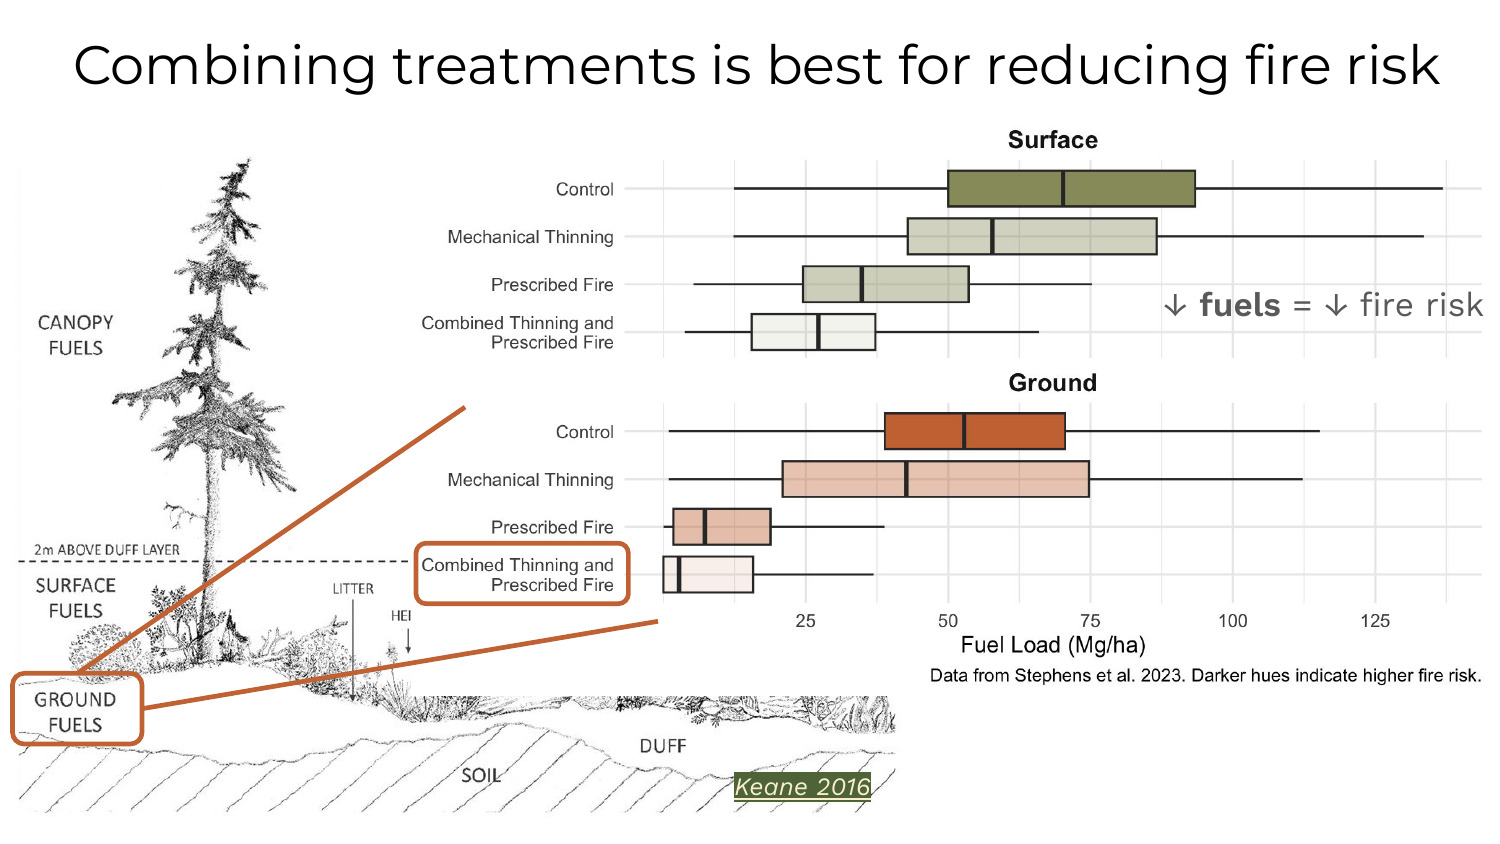 Combining treatments is best for reducing fire risk
Surface
Control
Mechanical Thinning
Prescribed Fire
Combined Thinning and
Prescribed Fire
↓ fuels = ↓ fire risk
Ground
Control
Mechanical Thinning
Prescribed Fire
Combined Thinning and
Prescribed Fire
25 50 75 100 125
Fuel Load (Mg/ha)
Data from Stephens et al. 2023. Darker hues indicate higher fire risk.
CANOPY
FUELS
2m ABOVE DUFF LAYER
SURFACE
FUELS
LITTER
HEI
GROUND
FUELS
DUFF
SOIL
Keane 2016